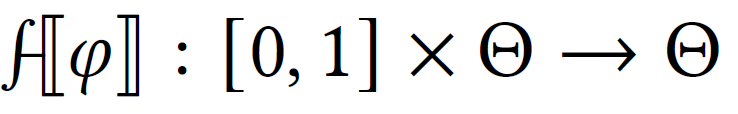 ⨍⟦φ⟧ : [0, 1] × Θ → Θ